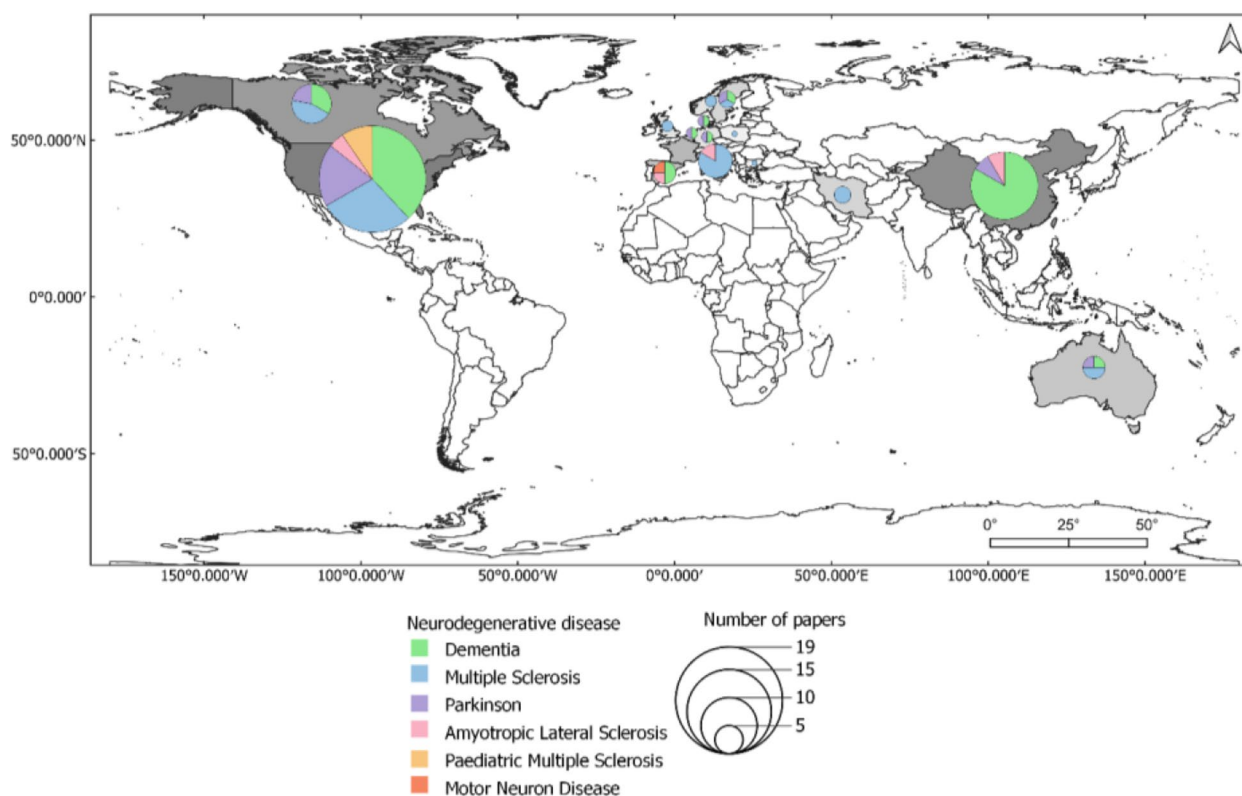 50°0.000′N
0°0.000′
50°0.000′S
0° 25° 50°
150°0.000′W 100°0.000′W 50°0.000′W 0°0.000′ 50°0.000′E 100°0.000′E 150°0.000′E
Neurodegenerative disease
Dementia
Multiple Sclerosis
Parkinson
Amyotropic Lateral Sclerosis
Paediatric Multiple Sclerosis
Motor Neuron Disease
Number of papers
19
15
10
5